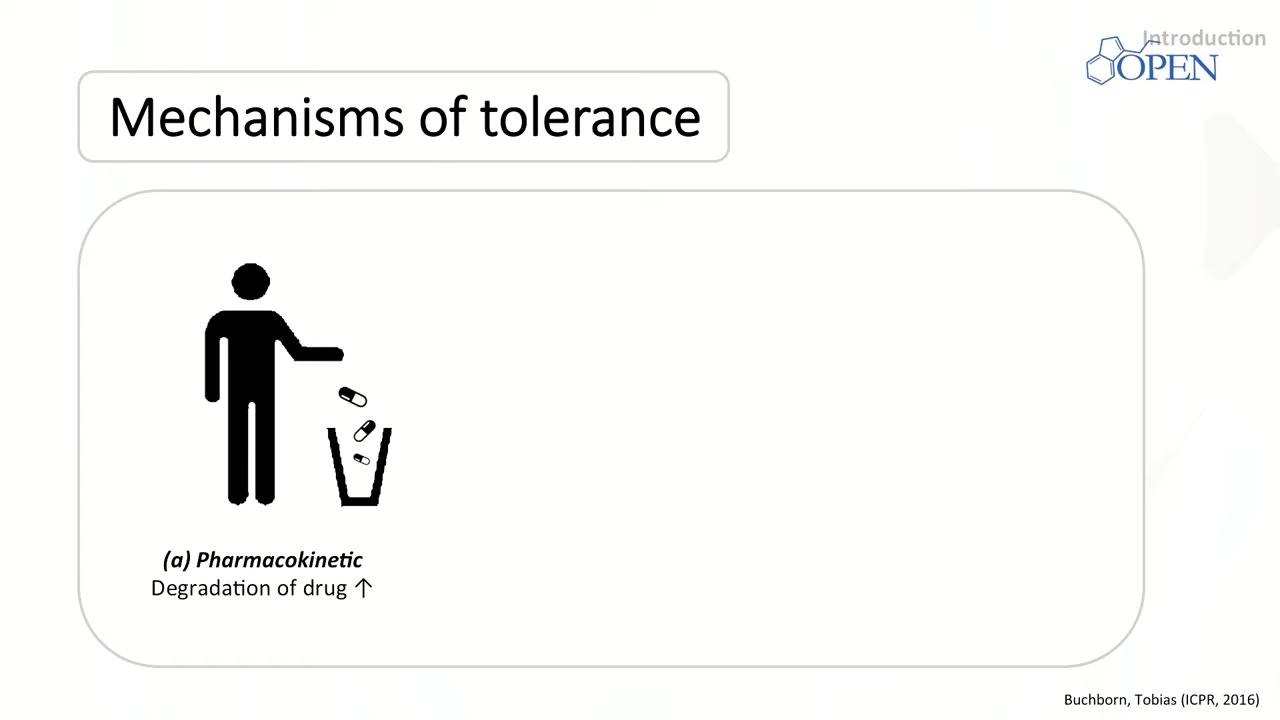 Introduction
OPEN
Mechanisms of tolerance
(a) Pharmacokinetic
Degradation of drug ↑
Buchborn, Tobias (ICPR, 2016)